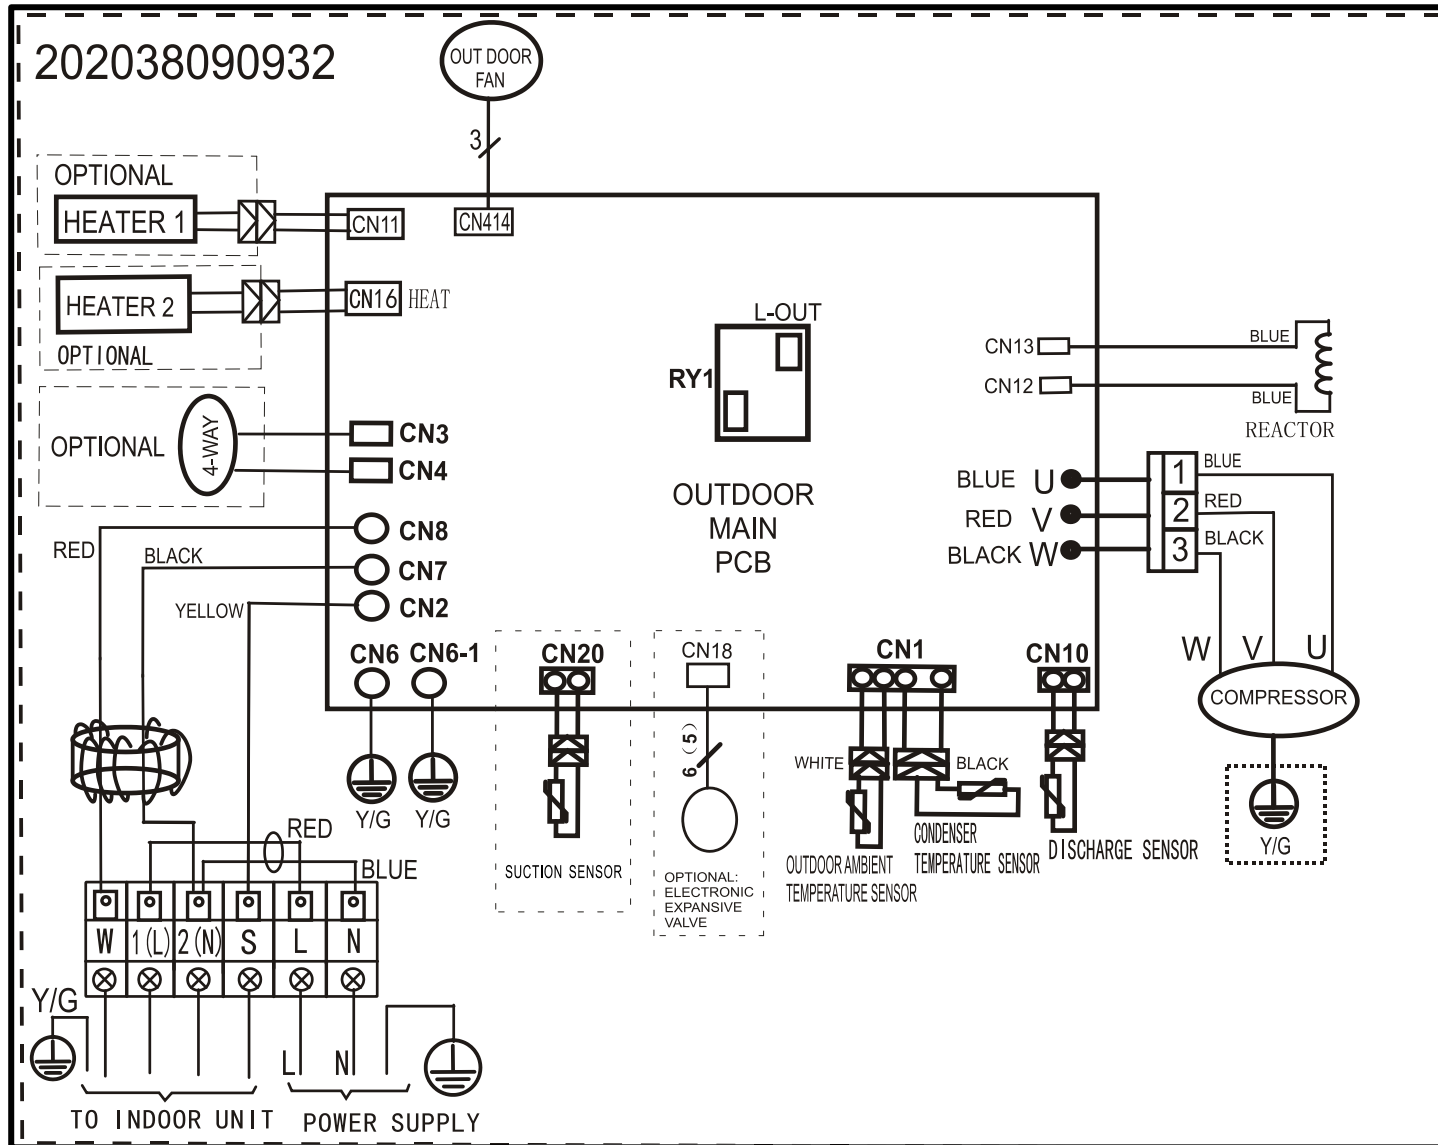 202038090932
OUT DOOR
FAN
3
OPTIONAL
HEATER 1
CN11
CN414
HEATER 2
CN16
HEAT
OPTIONAL
L-OUT
RY1
CN13
BLUE
CN12
BLUE
REACTOR
OPTIONAL
4-WAY
CN3
CN4
OUTDOOR
MAIN
PCB
BLUE U
RED V
BLACK W
1
2
3
BLUE
RED
BLACK
RED
BLACK
YELLOW
CN8
CN7
CN2
CN6
CN6-1
CN20
CN18
CN1
CN10
W
V
U
COMPRESSOR
Y/G
Y/G
Y/G
SUCTION SENSOR
6 (5)
OPTIONAL:
ELECTRONIC
EXPANSIVE
VALVE
WHITE
BLACK
OUTDOOR AMBIENT
TEMPERATURE SENSOR
CONDENSER
TEMPERATURE SENSOR
DISCHARGE SENSOR
RED
BLUE
W
1(L)
2(N)
S
L
N
Y/G
L
N
TO INDOOR UNIT
POWER SUPPLY